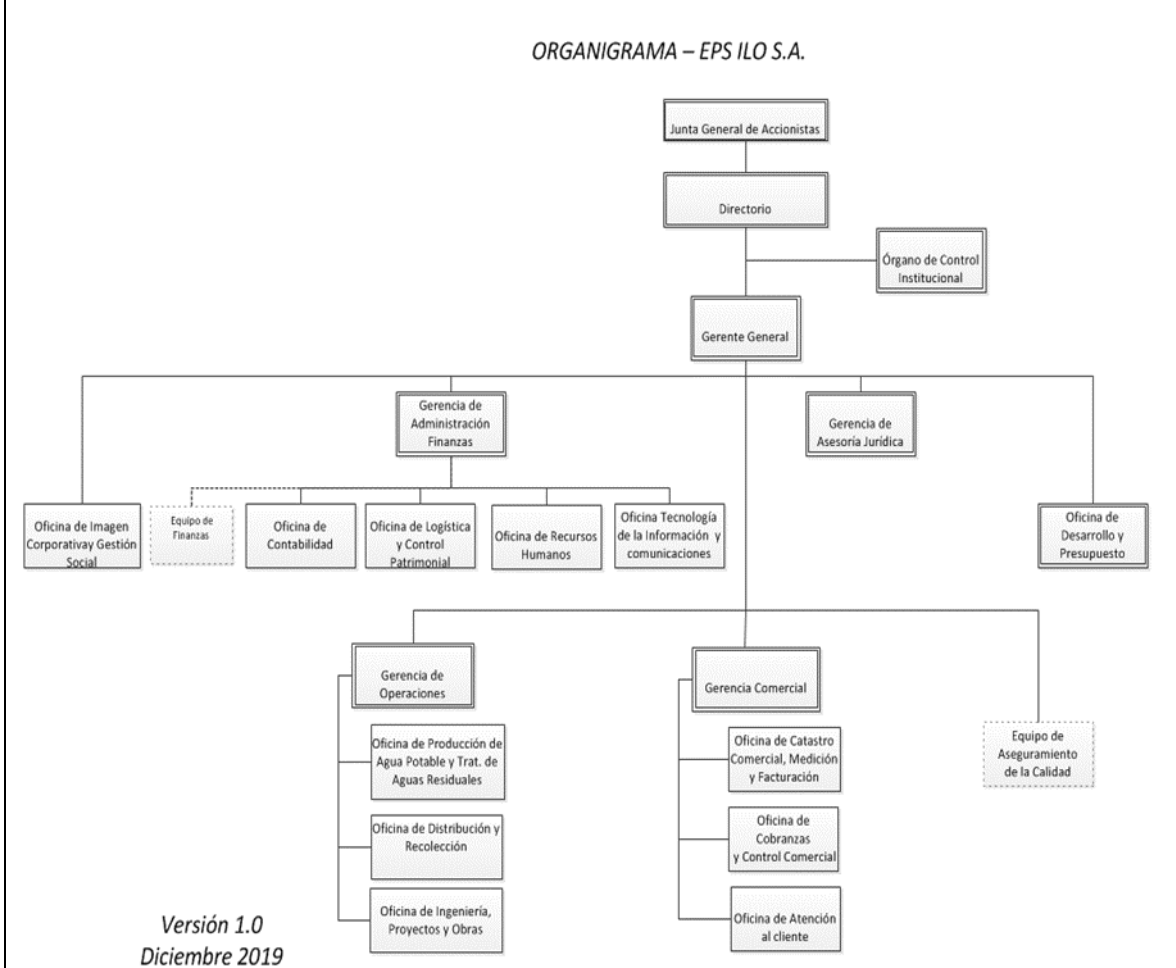 ORGANIGRAMA – EPS ILO S.A.
Junta General de Accionistas
Directorio
Órgano de Control
Institucional
Gerente General
Gerencia de
Administración
Finanzas
Gerencia de
Asesoría Jurídica
Oficina de Imagen
Corporativay Gestión
Social
Equipo de
Finanzas
Oficina de
Contabilidad
Oficina de Logística
y Control
Patrimonial
Oficina de Recursos
Humanos
Oficina Tecnología
de la Información y
comunicaciones
Oficina de
Desarrollo y
Presupuesto
Gerencia de
Operaciones
Gerencia Comercial
Equipo de
Aseguramiento
de la Calidad
Oficina de Producción de
Agua Potable y Trat. de
Aguas Residuales
Oficina de Distribución y
Recolección
Oficina de Ingeniería,
Proyectos y Obras
Oficina de Catastro
Comercial, Medición
y Facturación
Oficina de
Cobranzas
y Control Comercial
Oficina de Atención
al cliente
Versión 1.0
Diciembre 2019